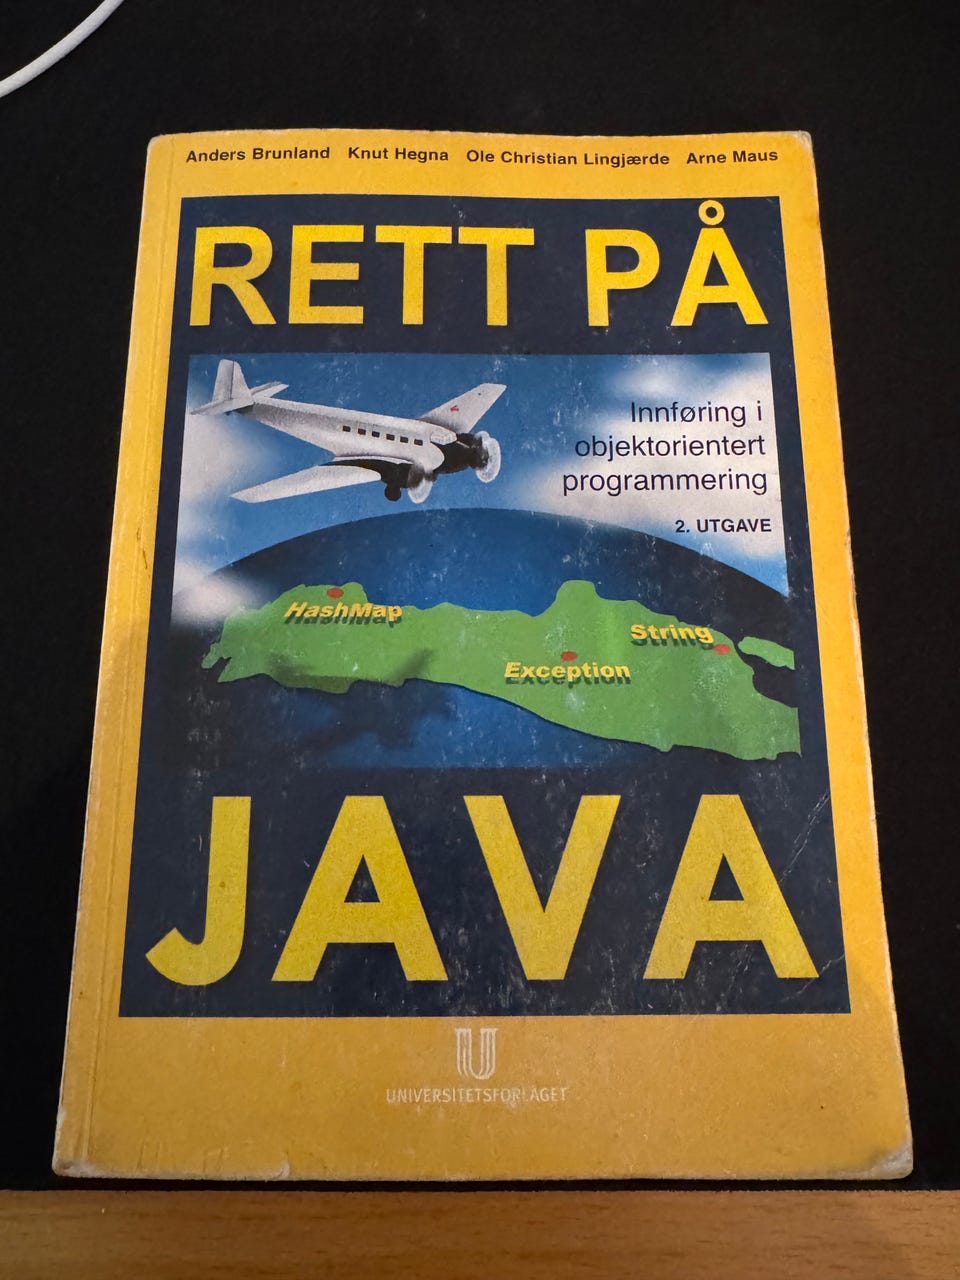 Anders Brunland Knut Hegna Ole Christian Lingjærde Arne Maus
RETT PÅ
Innføring i
objektorientert
programmering
2. UTGAVE
HashMap
String
Exception
JAVA
UNIVERSITETSFORLAGET